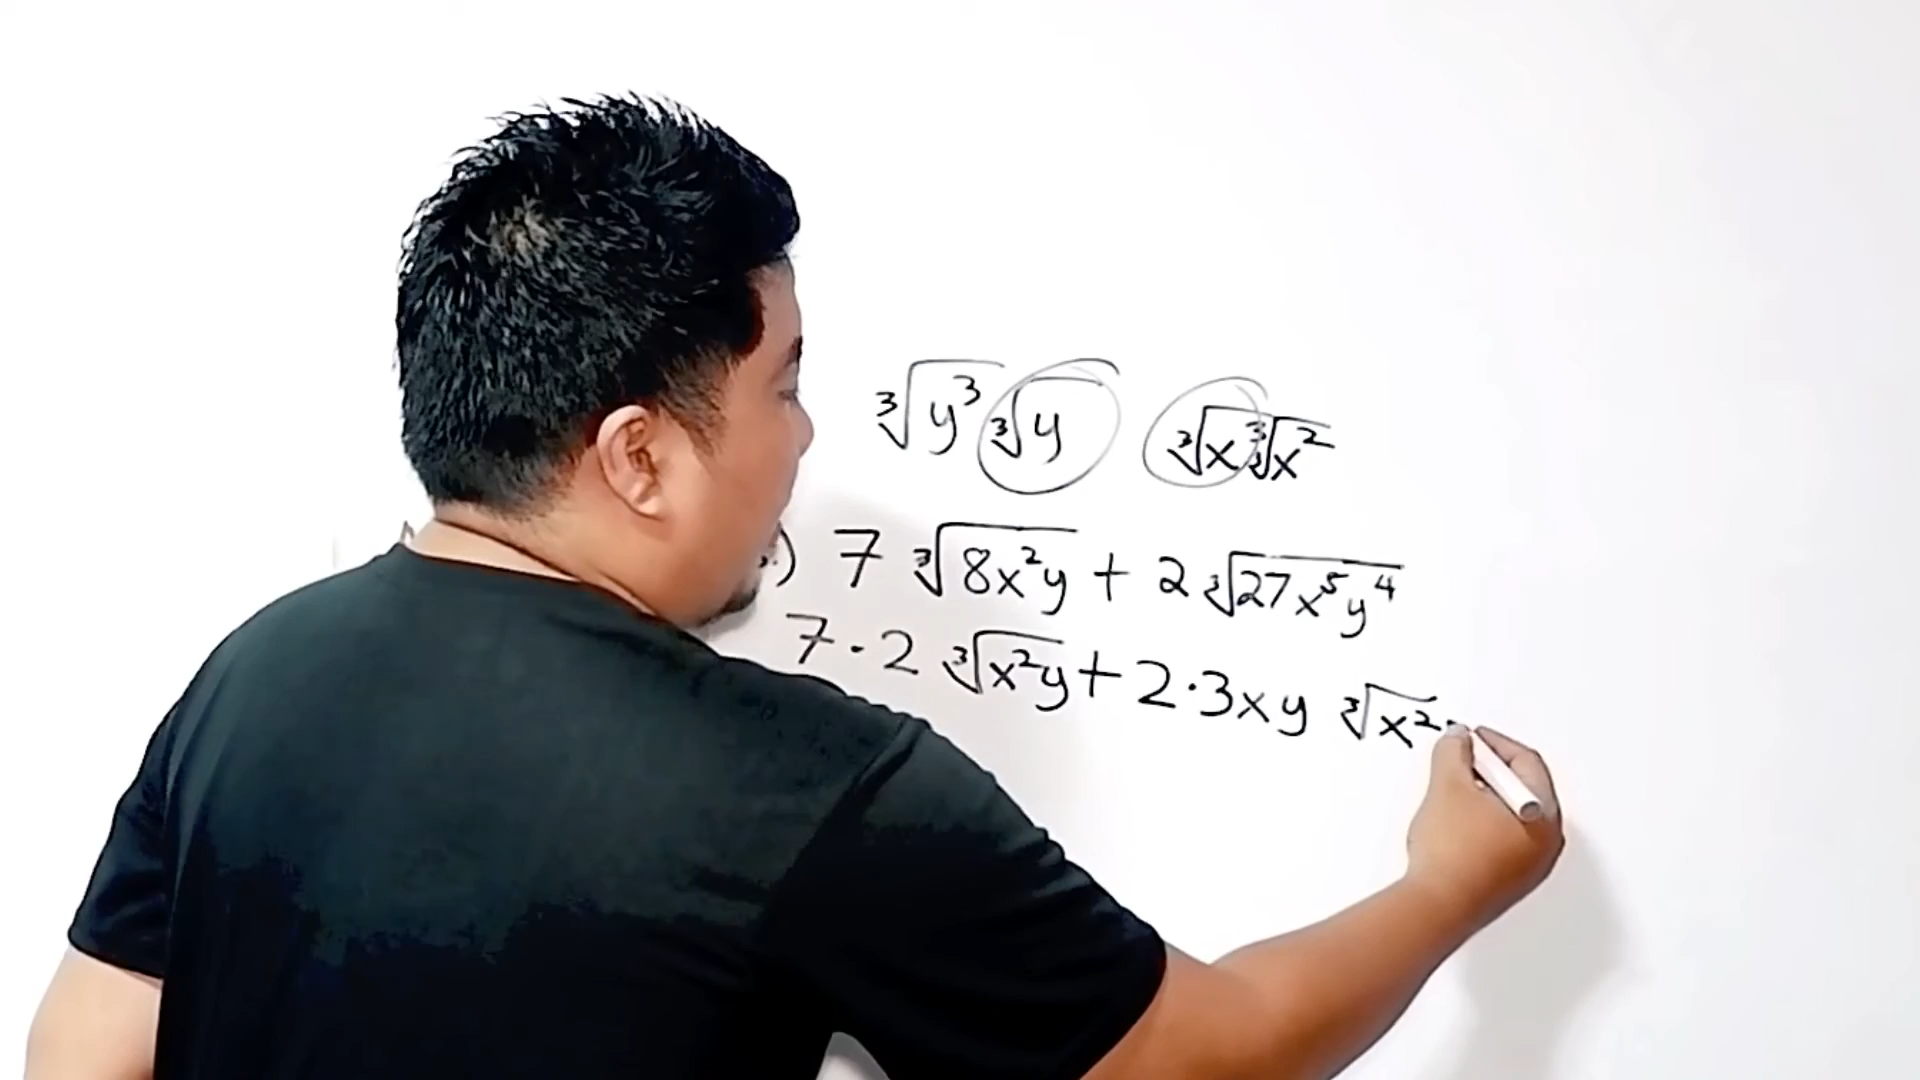 ∛y³ ∛y ∛x ∛x²
) 7 ∛8x²y + 2 ∛27x⁵y⁴
7·2 ∛x²y + 2·3xy ∛x²